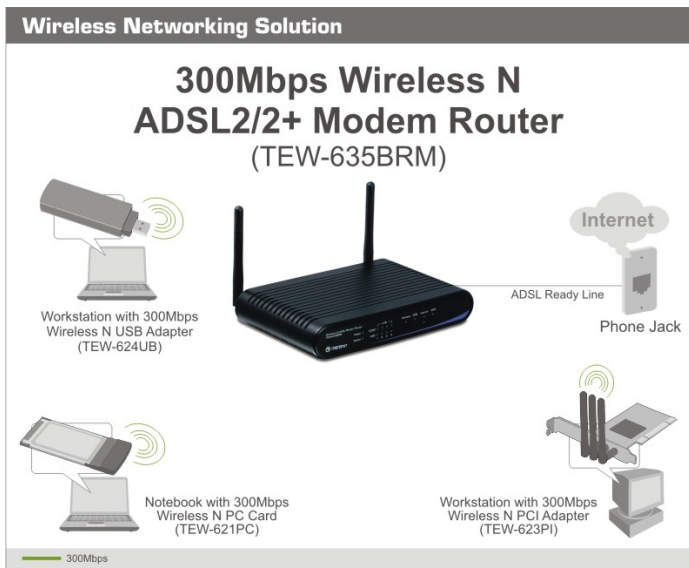 Wireless Networking Solution
300Mbps Wireless N
ADSL2/2+ Modem Router
(TEW-635BRM)
Internet
ADSL Ready Line
Phone Jack
Workstation with 300Mbps
Wireless N USB Adapter
(TEW-624UB)
TRENDNET
Notebook with 300Mbps
Wireless N PC Card
(TEW-621PC)
Workstation with 300Mbps
Wireless N PCI Adapter
(TEW-623PI)
300Mbps